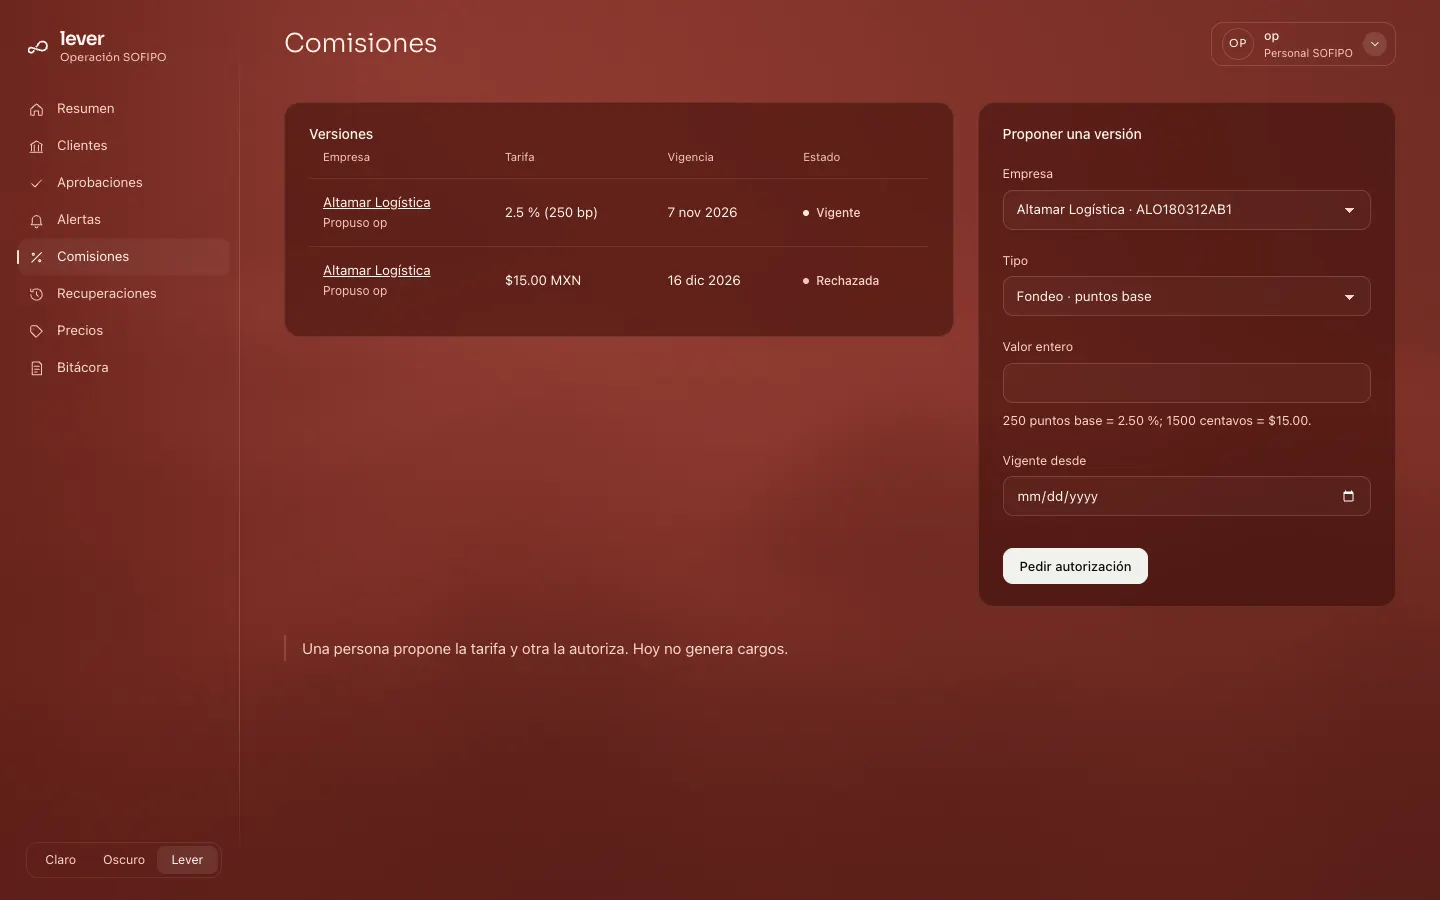 lever
Operación SOFIPO
Resumen
Clientes
Aprobaciones
Alertas
Comisiones
Recuperaciones
Precios
Bitácora
Claro Oscuro Lever
Comisiones
OP
op
Personal SOFIPO
Versiones
Empresa Tarifa Vigencia Estado
Altamar Logística
Propuso op
2.5 % (250 bp) 7 nov 2026 Vigente
Altamar Logística
Propuso op
$15.00 MXN 16 dic 2026 Rechazada
Proponer una versión
Empresa
Altamar Logística · ALO180312AB1
Tipo
Fondeo · puntos base
Valor entero
250 puntos base = 2.50 %; 1500 centavos = $15.00.
Vigente desde
mm/dd/yyyy
Pedir autorización
Una persona propone la tarifa y otra la autoriza. Hoy no genera cargos.